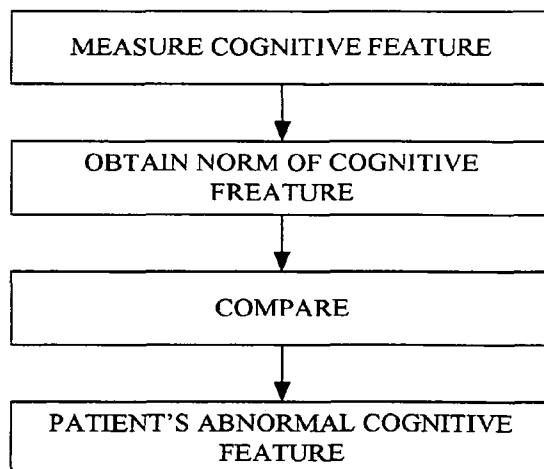 MEASURE COGNITIVE FEATURE
OBTAIN NORM OF COGNITIVE
FREATURE
COMPARE
PATIENT'S ABNORMAL COGNITIVE
FEATURE